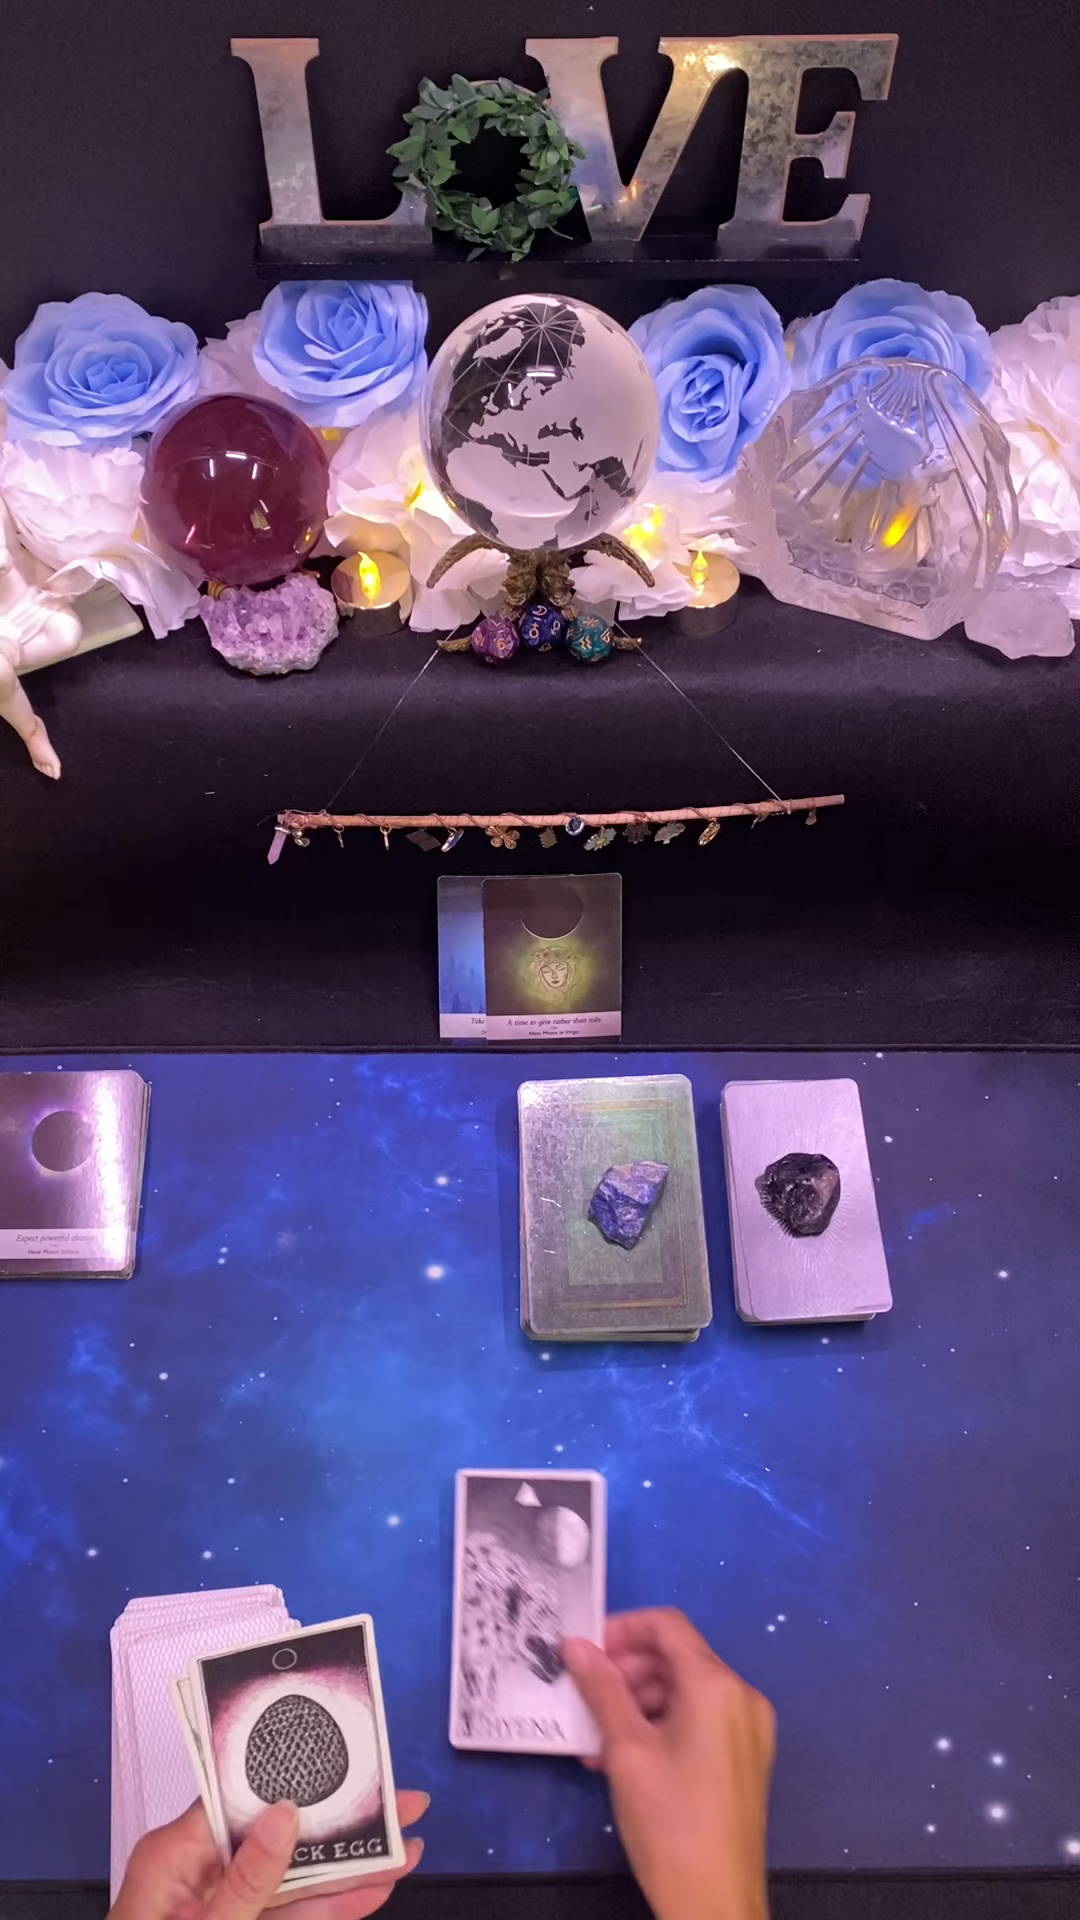 LOVE
Take
A time to give rather than take
New Moon in Virgo
Expect powerful change
New Moon Eclipse
HYENA
CK EGG